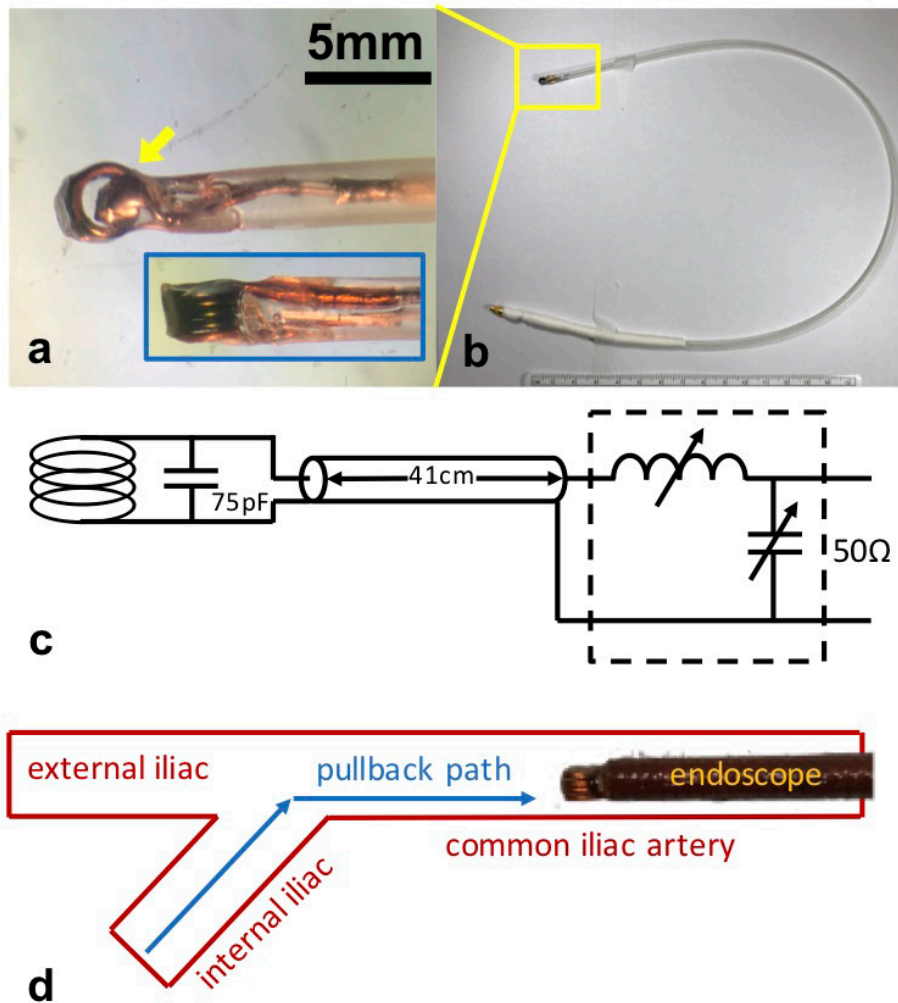 5mm
a
b
75pF
41cm
50Ω
c
external iliac
pullback path
endoscope
common iliac artery
internal iliac
d